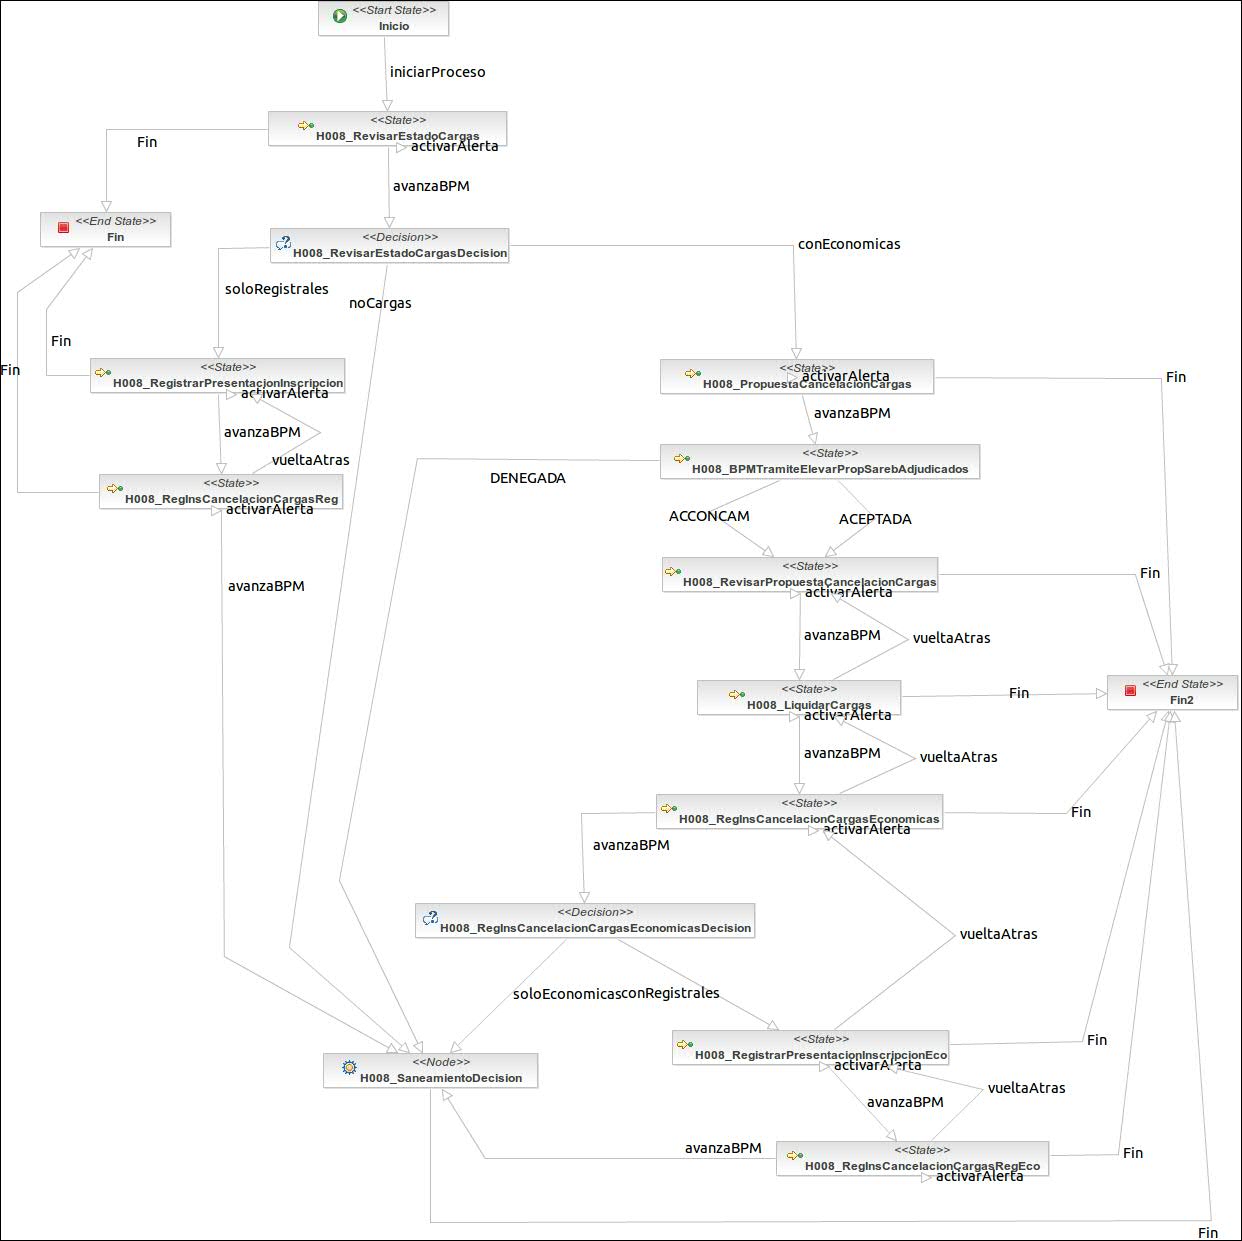 <<Start State>>
Inicio
iniciarProceso
<<State>>
H008_RevisarEstadoCargas
activarAlerta
Fin
avanzaBPM
<<End State>>
Fin
<<Decision>>
H008_RevisarEstadoCargasDecision
conEconomicas
soloRegistrales
noCargas
Fin
Fin
<<State>>
H008_RegistrarPresentacionInscripcion
activarAlerta
<<State>>
activarAlerta
H008_PropuestaCancelacionCargas
Fin
avanzaBPM
avanzaBPM
vueltaAtras
<<State>>
H008_BPMTramiteElevarPropSarebAdjudicados
<<State>>
H008_RegInsCancelacionCargasReg
activarAlerta
DENEGADA
ACCONCAM
ACEPTADA
<<State>>
H008_RevisarPropuestaCancelacionCargas
activarAlerta
Fin
avanzaBPM
avanzaBPM
vueltaAtras
<<State>>
H008_LiquidarCargas
activarAlerta
Fin
<<End State>>
Fin2
avanzaBPM
vueltaAtras
<<State>>
H008_RegInsCancelacionCargasEconomicas
activarAlerta
Fin
avanzaBPM
<<Decision>>
H008_RegInsCancelacionCargasEconomicasDecision
vueltaAtras
soloEconomicas
conRegistrales
<<State>>
H008_RegistrarPresentacionInscripcionEco
activarAlerta
Fin
<<Node>>
H008_SaneamientoDecision
avanzaBPM
vueltaAtras
avanzaBPM
<<State>>
H008_RegInsCancelacionCargasRegEco
activarAlerta
Fin
Fin